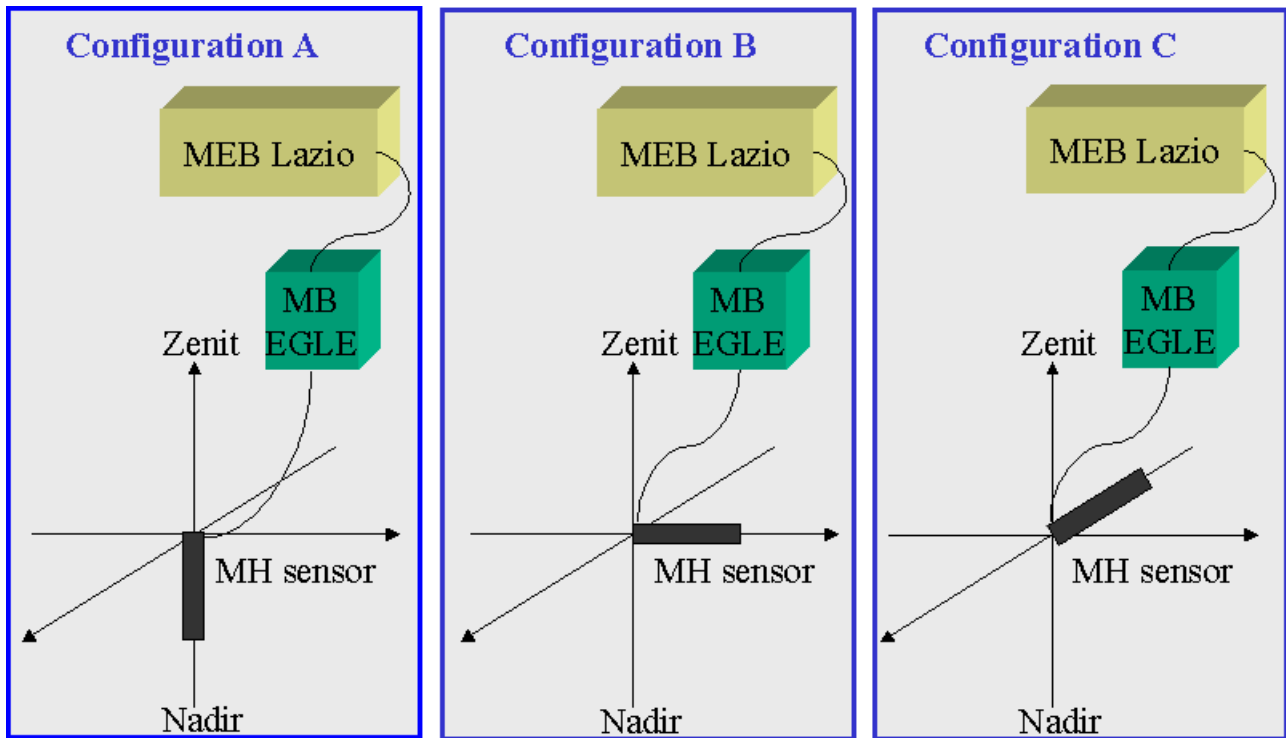 Configuration A
MEB Lazio
MB
EGLE
Zenit
MH sensor
Nadir
Configuration B
MEB Lazio
MB
EGLE
Zenit
MH sensor
Nadir
Configuration C
MEB Lazio
MB
EGLE
Zenit
MH sensor
Nadir